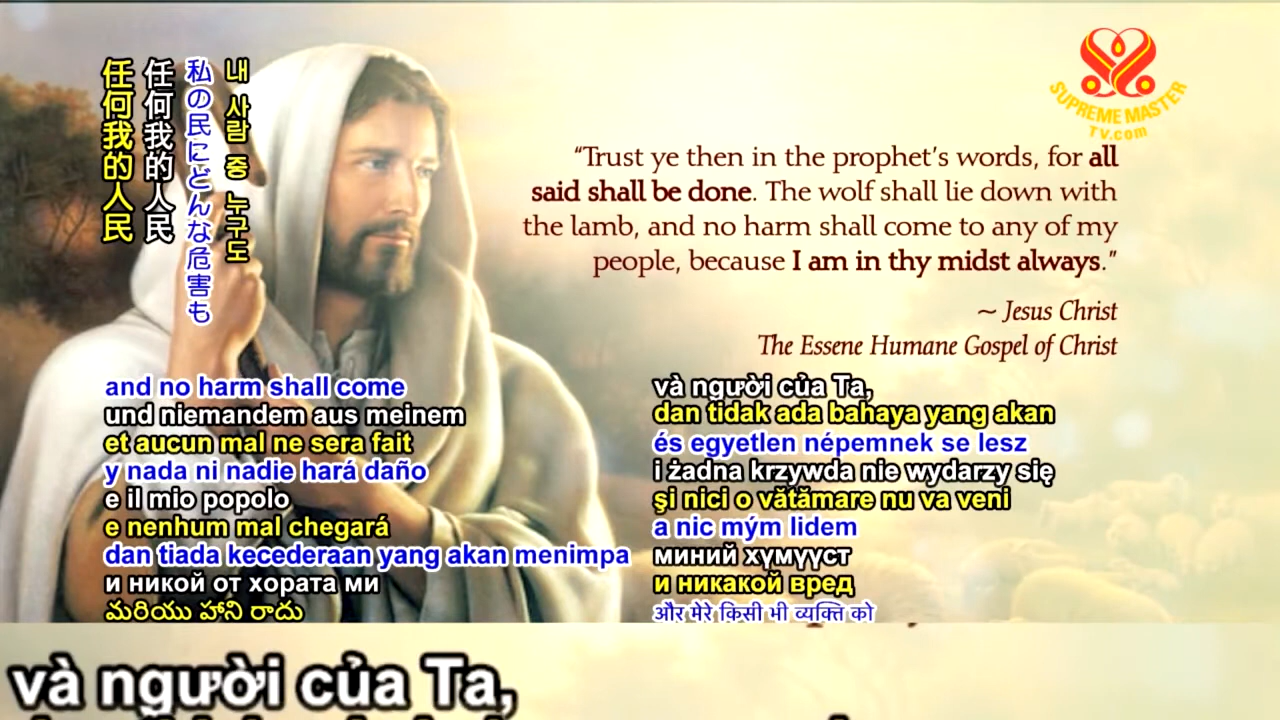 任何我的人民
任何我的人民
私の民にどんな危害も
내 사람 중 누구도
SUPREME MASTER
TV.com
“Trust ye then in the prophet’s words, for all
said shall be done. The wolf shall lie down with
the lamb, and no harm shall come to any of my
people, because I am in thy midst always.”
~ Jesus Christ
The Essene Humane Gospel of Christ
and no harm shall come
und niemandem aus meinem
et aucun mal ne sera fait
y nada ni nadie hará daño
e il mio popolo
e nenhum mal chegará
dan tiada kecederaan yang akan menimpa
и никой от хората ми
మరియు హాని రాదు
và người của Ta,
dan tidak ada bahaya yang akan
és egyetlen népemnek se lesz
i żadna krzywda nie wydarzy się
şi nici o vătămare nu va veni
a nic mým lidem
миний хүмүүст
и никакой вред
और मेरे किसी भी व्यक्ति को
và người của Ta,